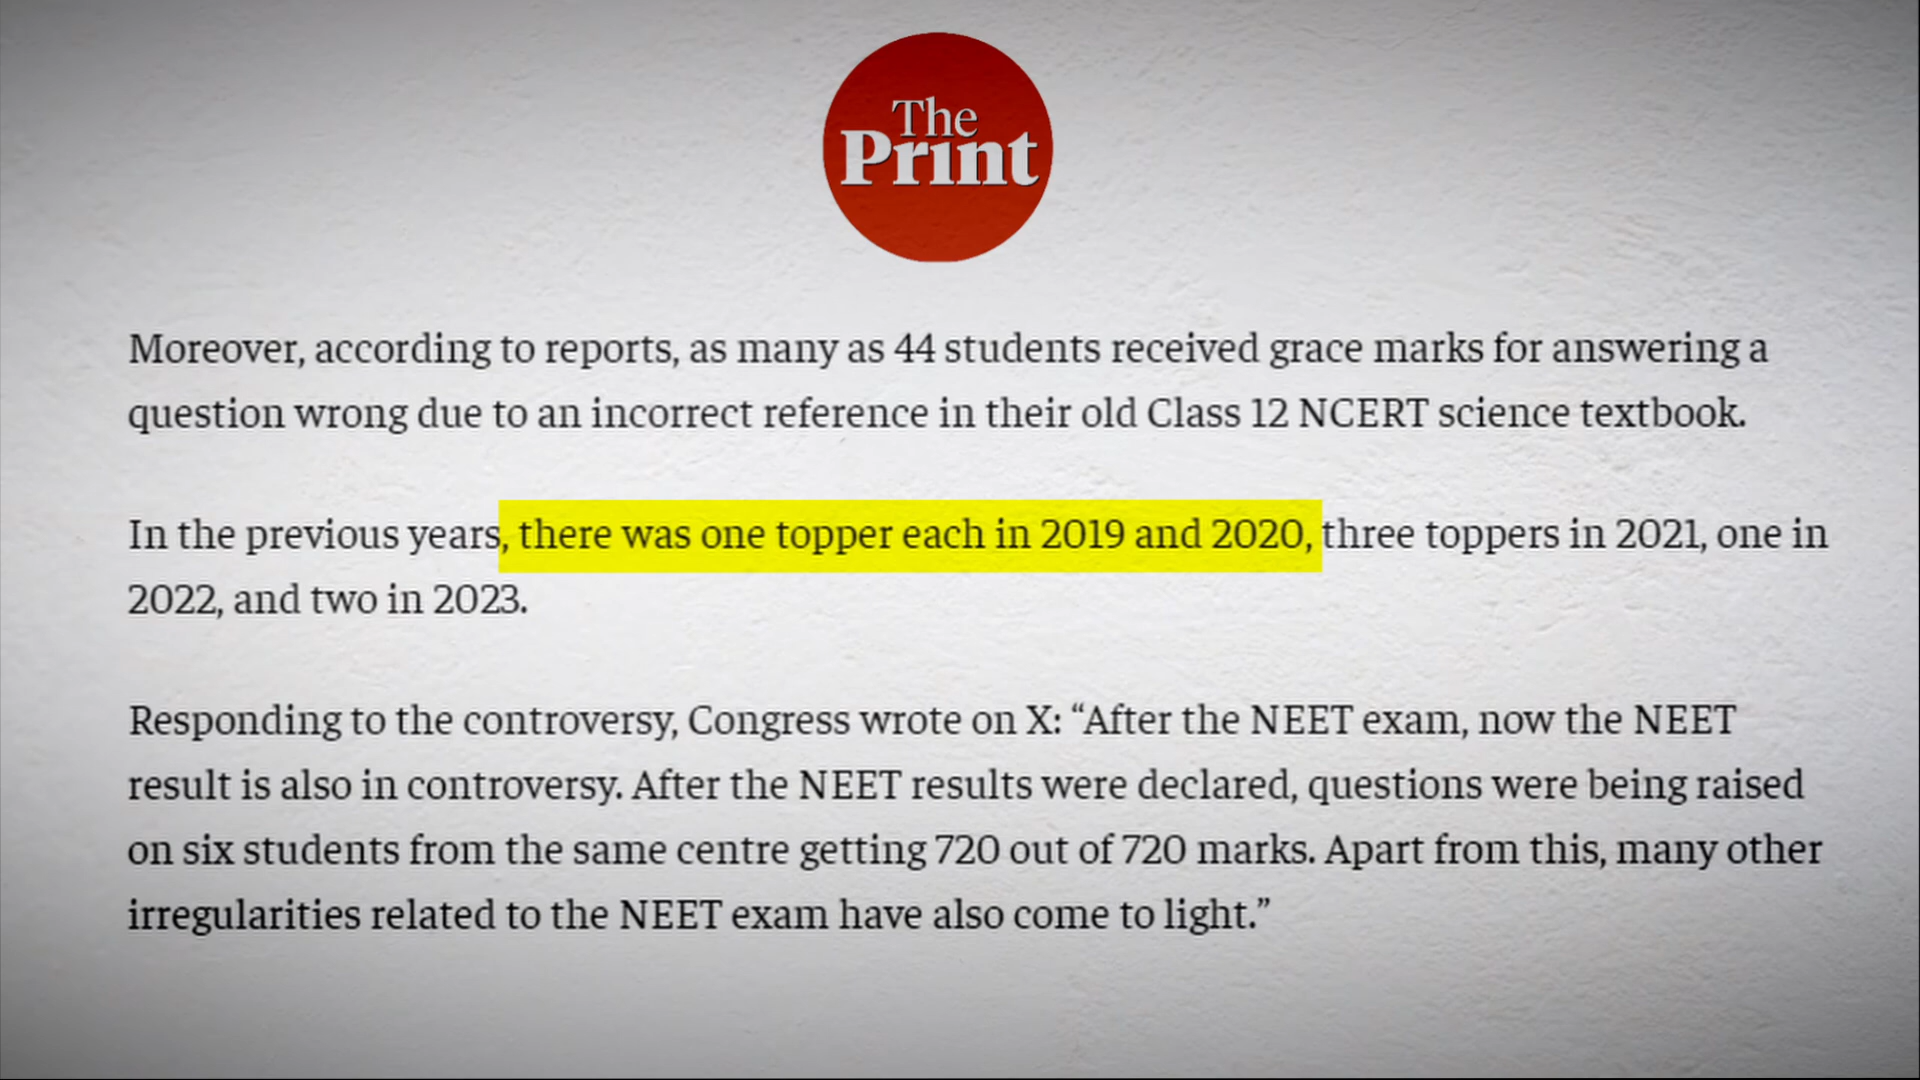 The
Print
Moreover, according to reports, as many as 44 students received grace marks for answering a
question wrong due to an incorrect reference in their old Class 12 NCERT science textbook.
In the previous years, there was one topper each in 2019 and 2020, three toppers in 2021, one in
2022, and two in 2023.
Responding to the controversy, Congress wrote on X: “After the NEET exam, now the NEET
result is also in controversy. After the NEET results were declared, questions were being raised
on six students from the same centre getting 720 out of 720 marks. Apart from this, many other
irregularities related to the NEET exam have also come to light.”